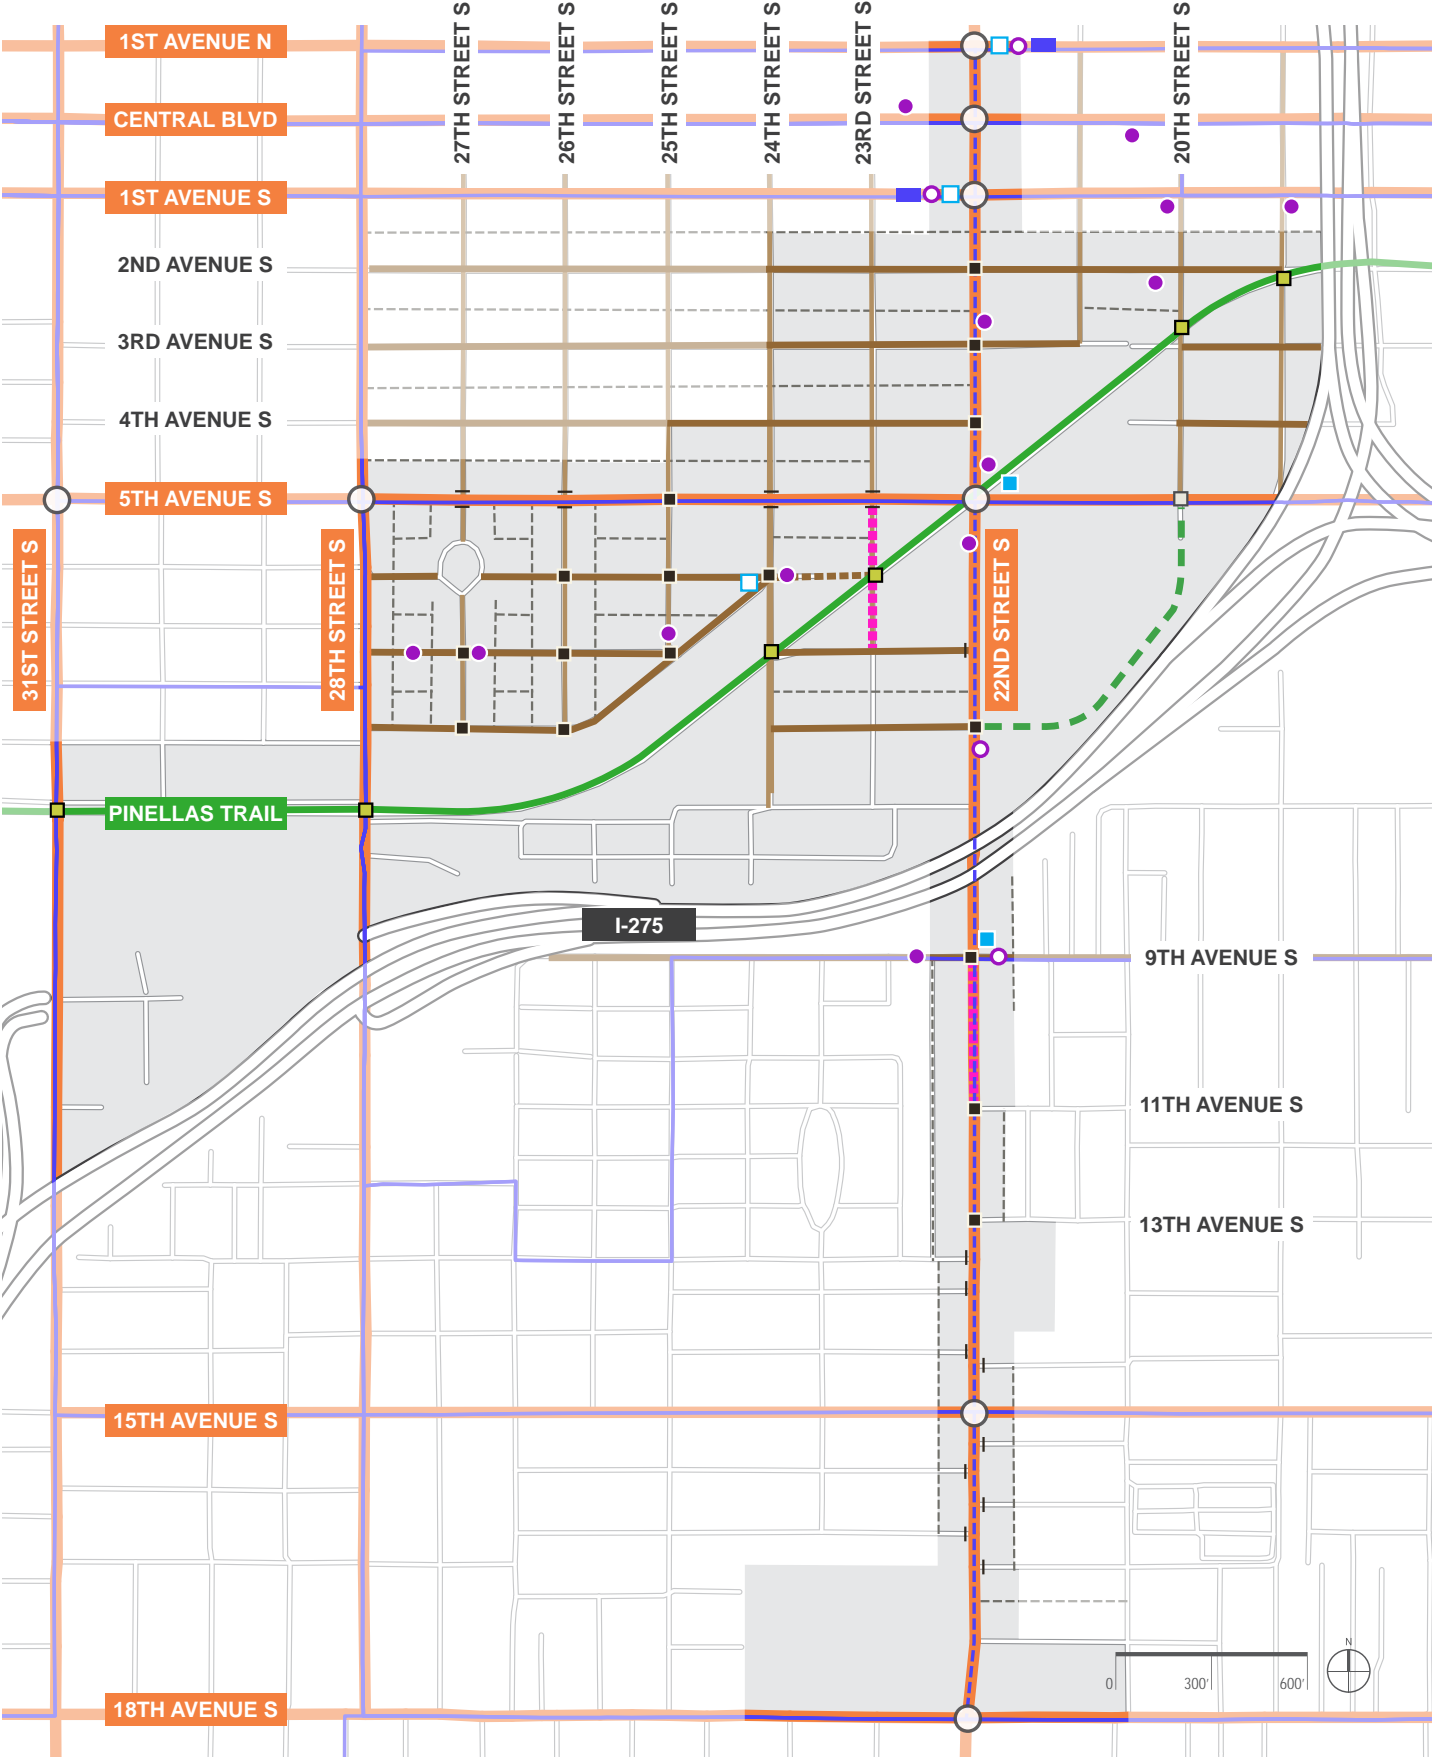 27TH STREET S
26TH STREET S
25TH STREET S
24TH STREET S
23RD STREET S
20TH STREET S
1ST AVENUE N
CENTRAL BLVD
1ST AVENUE S
2ND AVENUE S
3RD AVENUE S
4TH AVENUE S
5TH AVENUE S
31ST STREET S
28TH STREET S
22ND STREET S
PINELLAS TRAIL
I-275
9TH AVENUE S
11TH AVENUE S
13TH AVENUE S
15TH AVENUE S
18TH AVENUE S
N
0 300' 600'